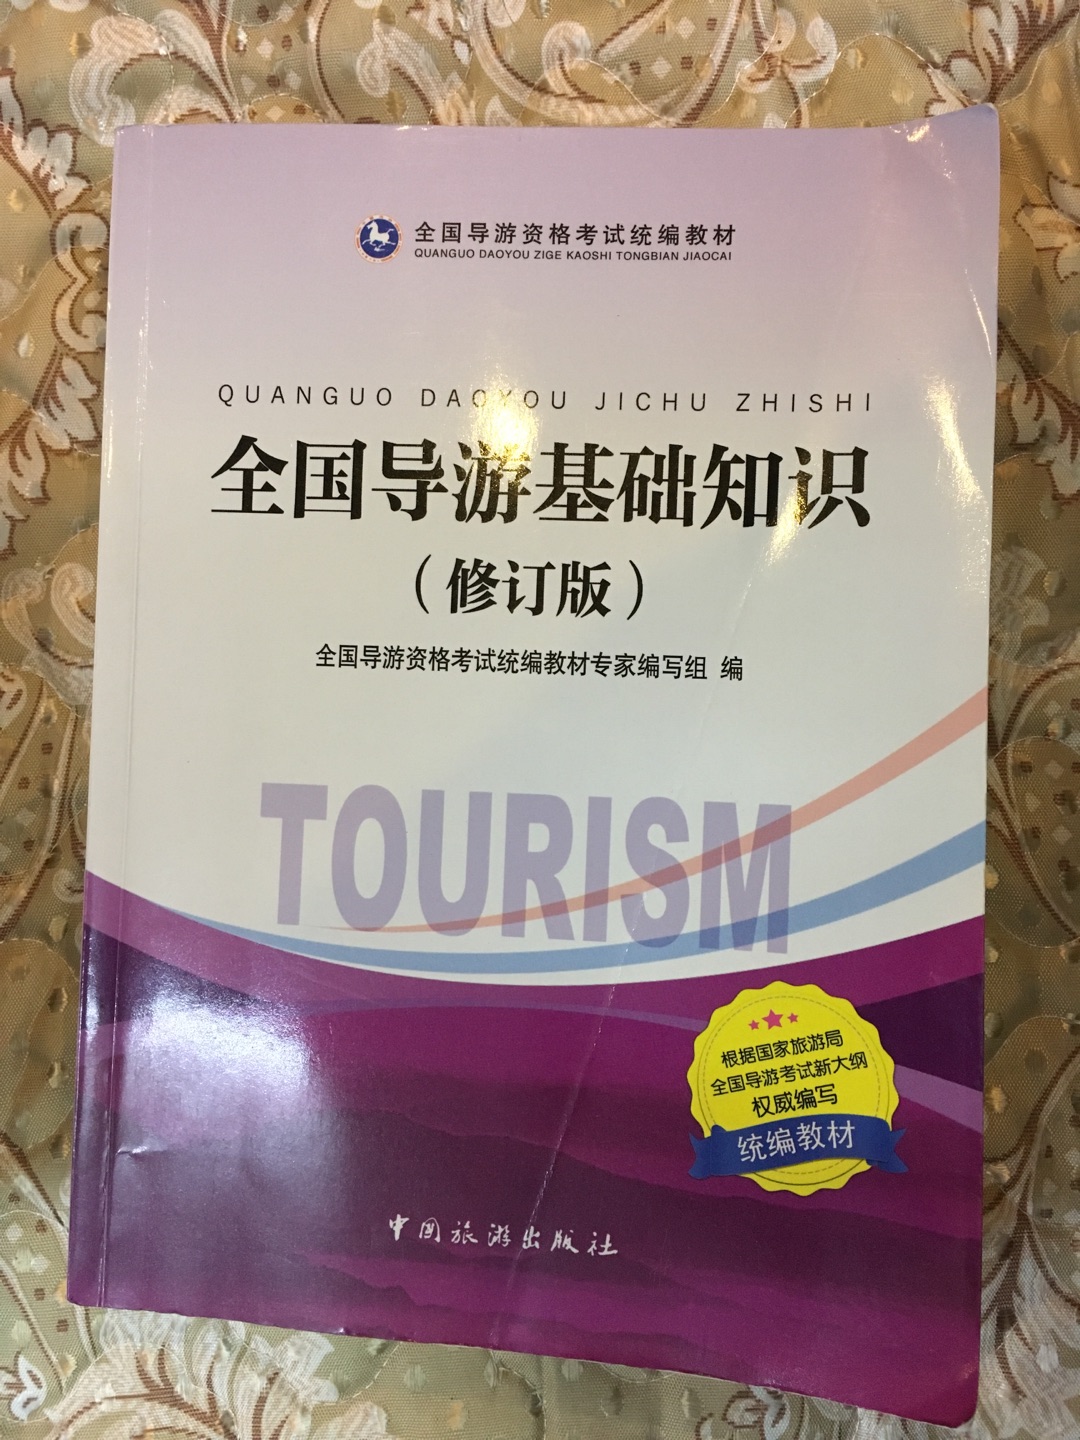 全国导游资格考试统编教材
QUANGUO DAOYOU ZIGE KAOSHI TONGBIAN JIAOCAI
QUANGUO DAOYOU JICHU ZHISHI
全国导游基础知识
（修订版）
全国导游资格考试统编教材专家编写组 编
TOURISM
根据国家旅游局
全国导游考试新大纲
权威编写
统编教材
中国旅游出版社